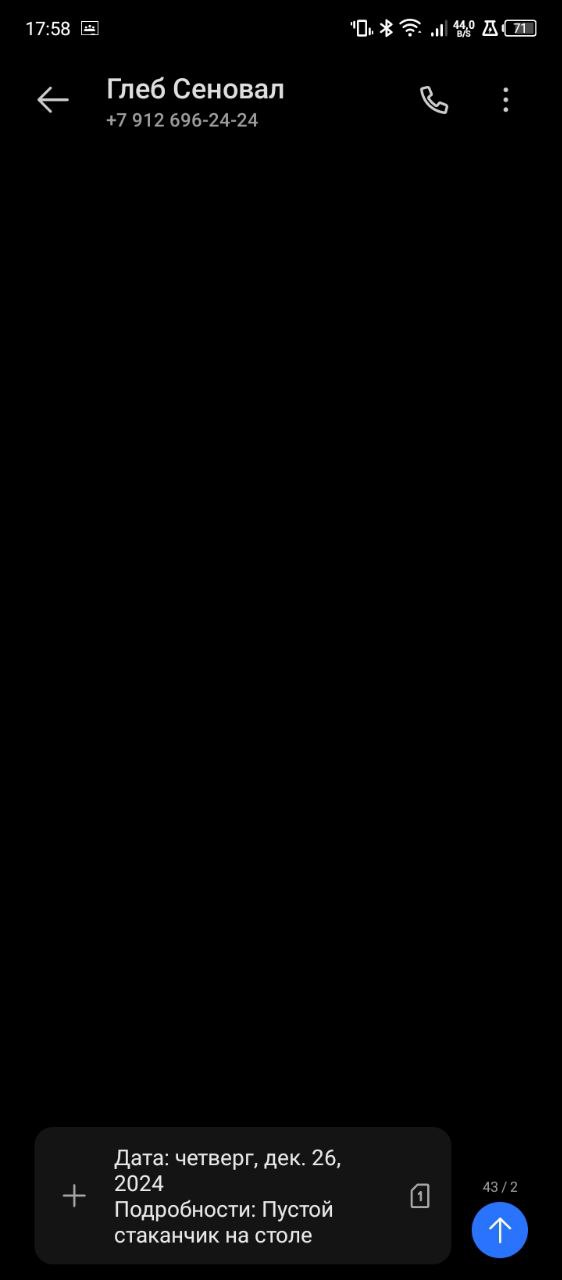 17:58
44,0
B/S
71
Глеб Сеновал
+7 912 696-24-24
Дата: четверг, дек. 26,
2024
Подробности: Пустой
стаканчик на столе
1
43 / 2